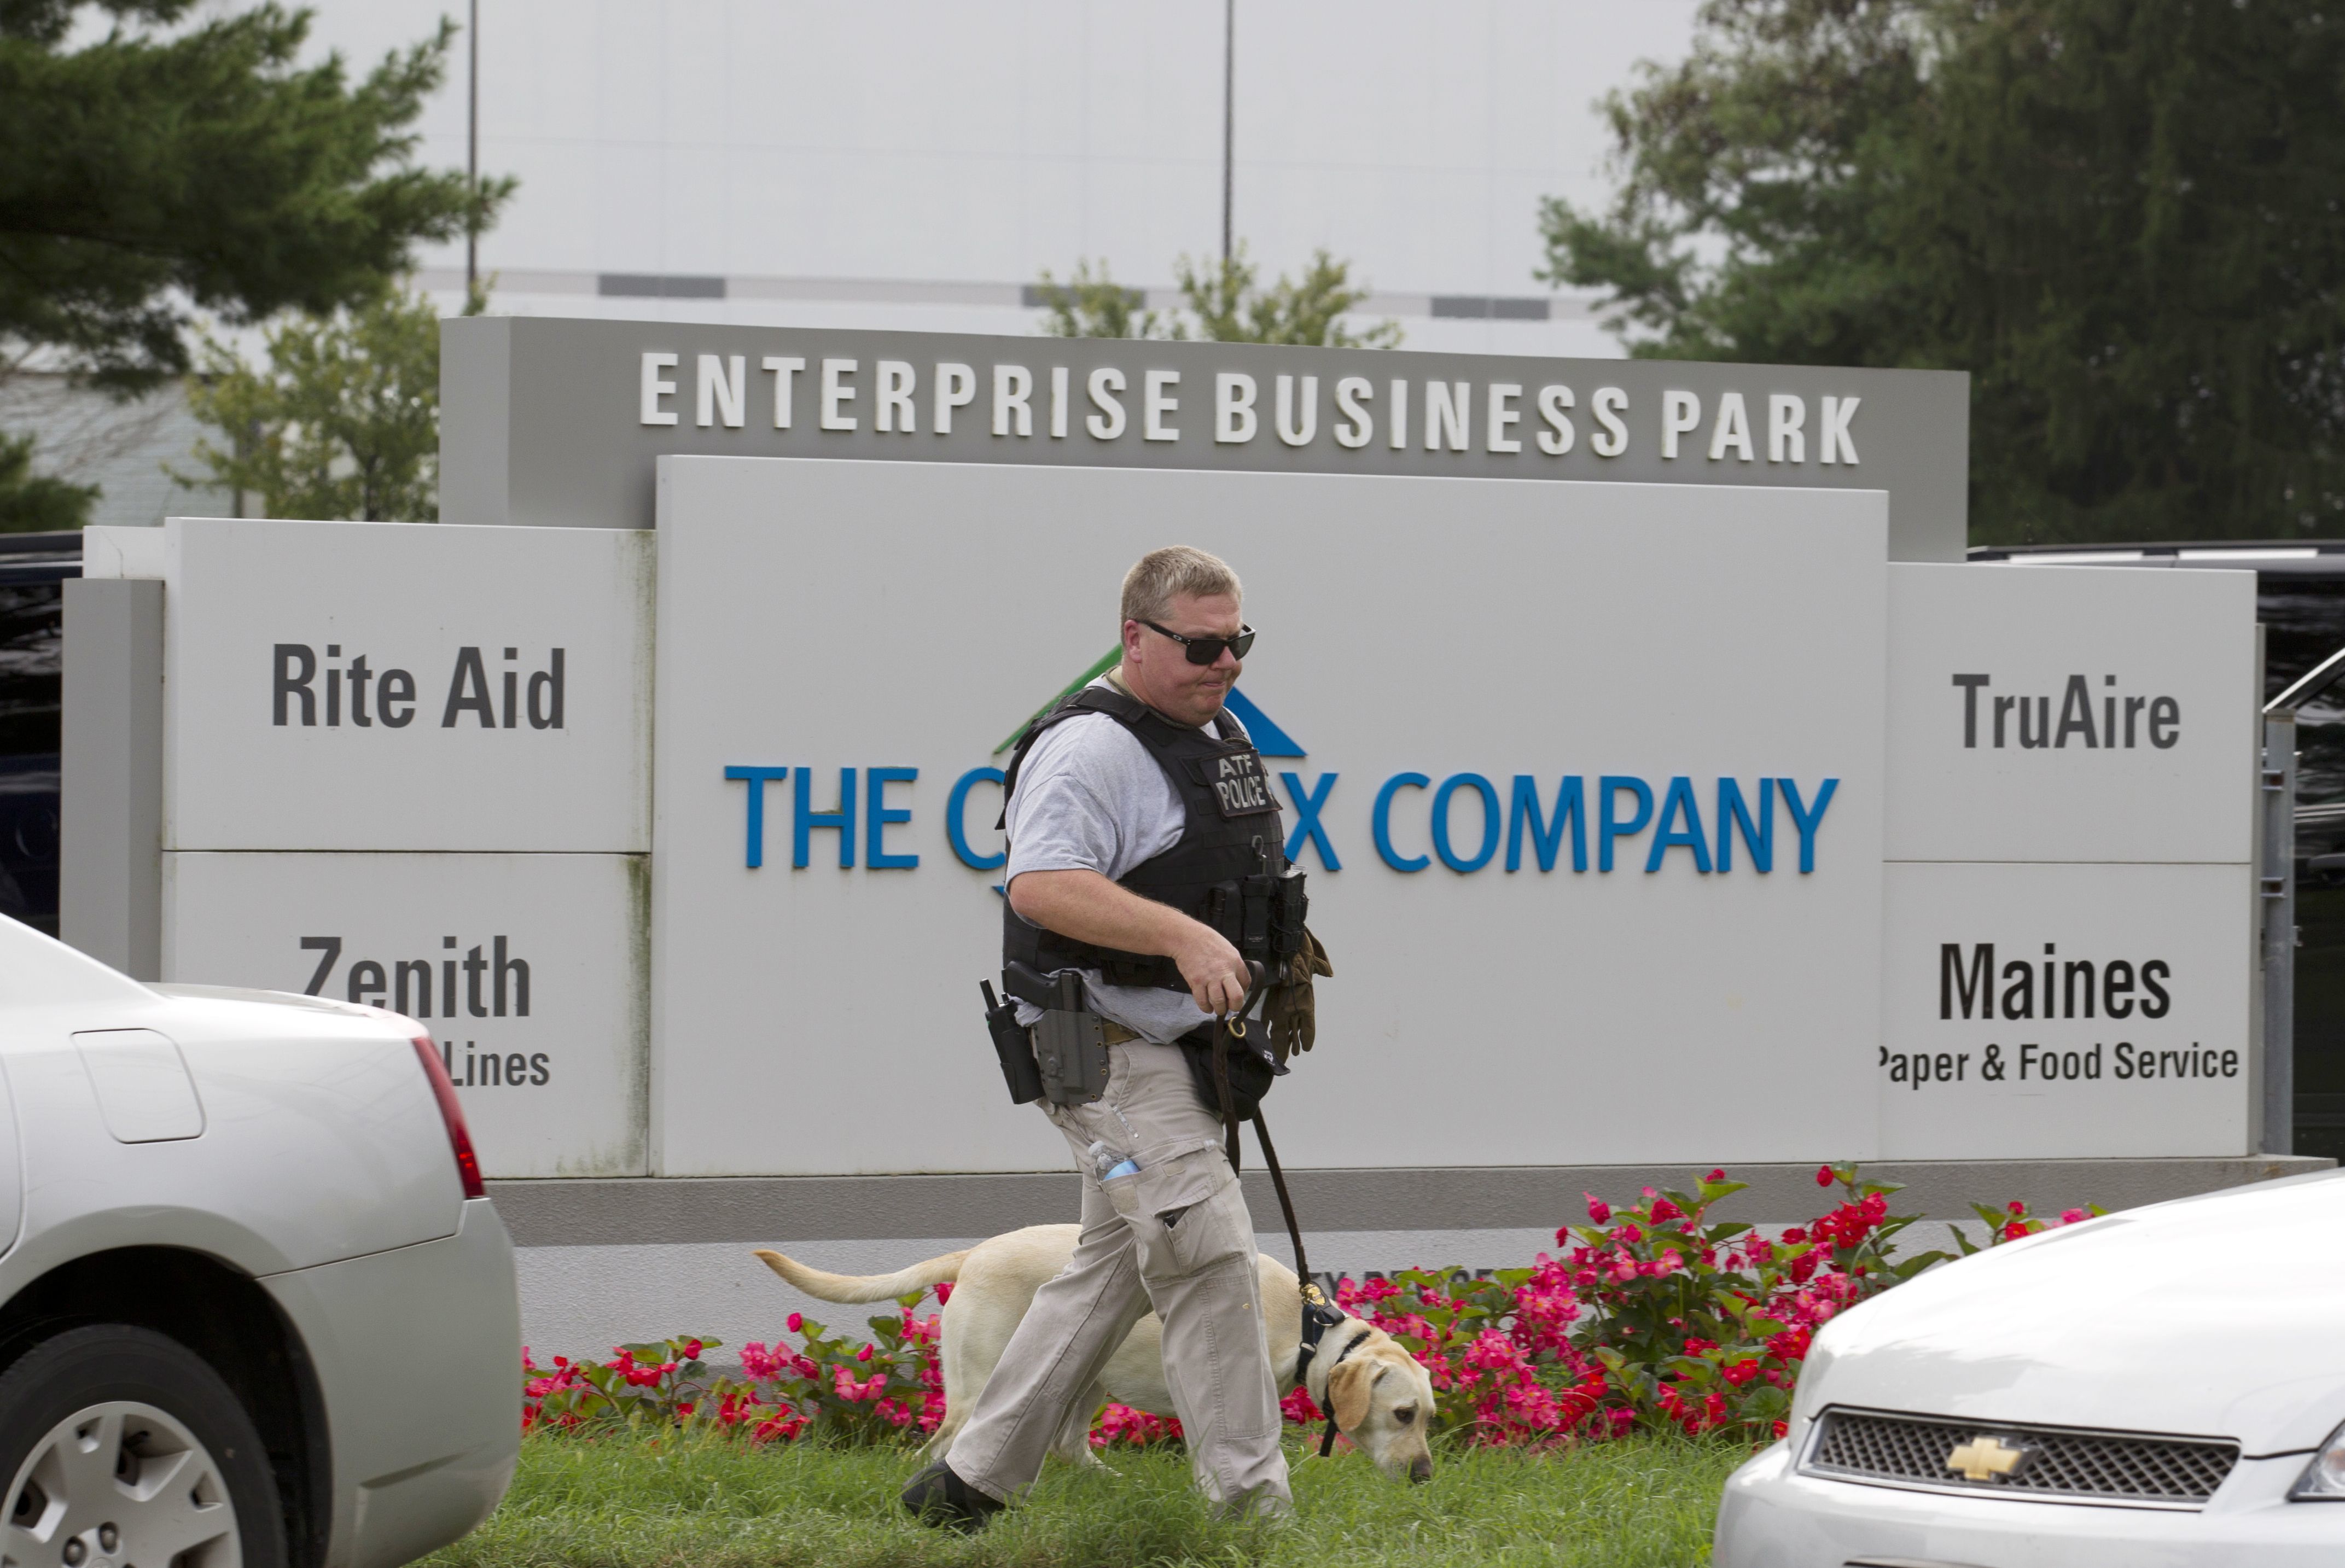 ENTERPRISE BUSINESS PARK
Rite Aid
THE X COMPANY
TruAire
Zenith
Lines
Maines
Paper & Food Service
ATF
POLICE